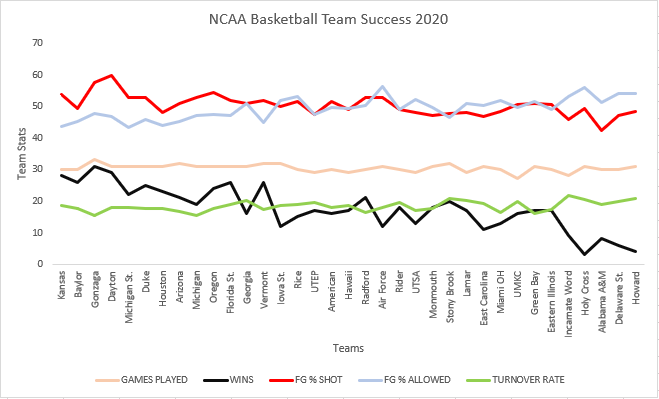 NCAA Basketball Team Success 2020
70
60
50
40
30
20
10
0
Team Stats
Kansas
Baylor
Gonzaga
Dayton
Michigan St.
Duke
Houston
Arizona
Michigan
Oregon
Florida St.
Georgia
Vermont
Iowa St.
Rice
UTEP
American
Hawaii
Radford
Air Force
Rider
UTSA
Monmouth
Stony Brook
Lamar
East Carolina
Miami OH
UMKC
Green Bay
Eastern Illinois
Incarnate Word
Holy Cross
Alabama A&M
Delaware St.
Howard
Teams
GAMES PLAYED WINS FG % SHOT FG % ALLOWED TURNOVER RATE